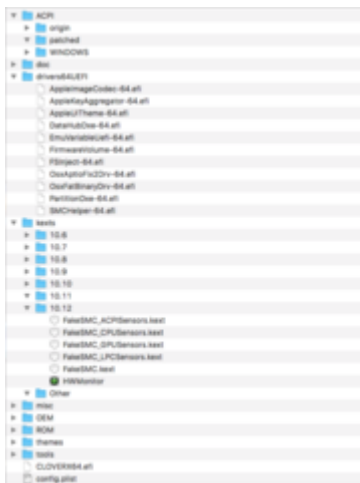 ACPI
origin
patched
WINDOWS
doc
drivers64UEFI
AppleImageCodec-64.efi
AppleKeyAggregator-64.efi
AppleUITheme-64.efi
DataHubDxe-64.efi
EmuVariableUefi-64.efi
FirmwareVolume-64.efi
FSInject-64.efi
OsxAptioFix2Drv-64.efi
OsxFatBinaryDrv-64.efi
PartitionDxe-64.efi
SMCHelper-64.efi
kexts
10.6
10.7
10.8
10.9
10.10
10.11
10.12
FakeSMC_ACPISensors.kext
FakeSMC_CPUSensors.kext
FakeSMC_GPUSensors.kext
FakeSMC_LPCSensors.kext
FakeSMC.kext
HWMonitor
Other
misc
OEM
ROM
themes
tools
CLOVERX64.efi
config.plist